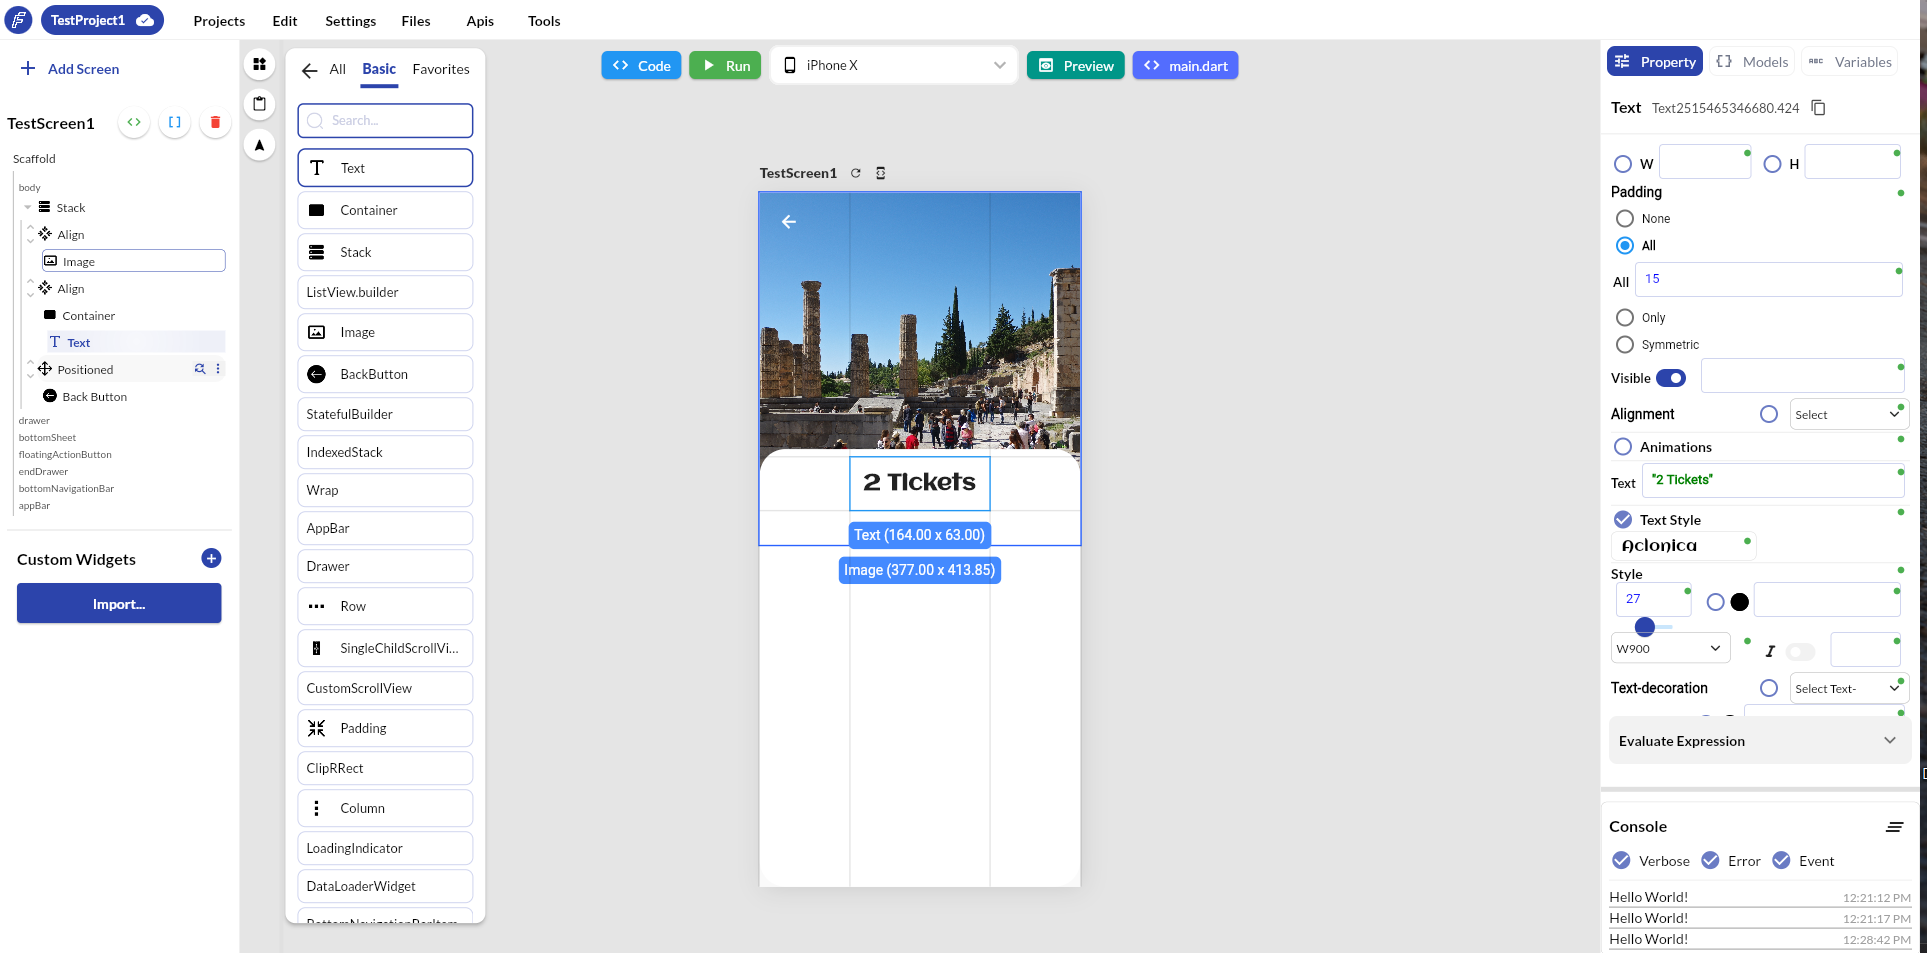 TestProject1
Projects
Edit
Settings
Files
Apis
Tools
Add Screen
TestScreen1
Scaffold
body
Stack
Align
Image
Align
Container
Text
Positioned
Back Button
drawer
bottomSheet
floatingActionButton
endDrawer
bottomNavigationBar
appBar
Custom Widgets
Import...
All
Basic
Favorites
Search...
Text
Container
Stack
ListView.builder
Image
BackButton
StatefulBuilder
IndexedStack
Wrap
AppBar
Drawer
Row
SingleChildScrollVi...
CustomScrollView
Padding
ClipRRect
Column
LoadingIndicator
DataLoaderWidget
Code
Run
iPhone X
Preview
main.dart
TestScreen1
2 Tickets
Text (164.00 x 63.00)
Image (377.00 x 413.85)
Property
Models
ABC Variables
Text Text2515465346680.424
W
H
Padding
None
All
All 15
Only
Symmetric
Visible
Alignment
Select
Animations
Text "2 Tickets"
Text Style
Aclonica
Style
27
W900
I
Text-decoration
Select Text-
Evaluate Expression
Console
Verbose
Error
Event
Hello World! 12:21:12 PM
Hello World! 12:21:17 PM
Hello World! 12:28:42 PM